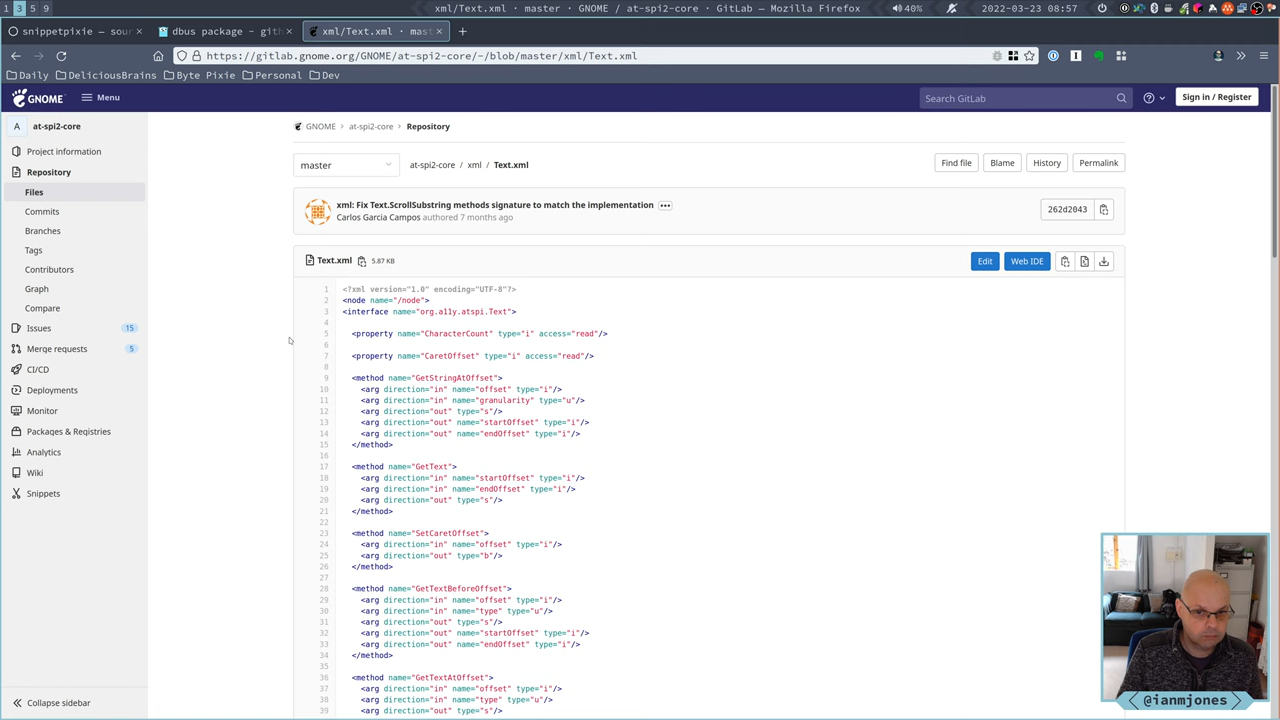 1 3 5 9
xml/Text.xml · master · GNOME / at-spi2-core · GitLab — Mozilla Firefox
40%
2022-03-23 08:57
snippetpixie — sour
dbus package - gith
xml/Text.xml · mast
https://gitlab.gnome.org/GNOME/at-spi2-core/-/blob/master/xml/Text.xml
Daily DeliciousBrains Byte Pixie Personal Dev
GNOME Menu
Search GitLab
Sign in / Register
A at-spi2-core
Project information
Repository
Files
Commits
Branches
Tags
Contributors
Graph
Compare
Issues 15
Merge requests 5
CI/CD
Deployments
Monitor
Packages & Registries
Analytics
Wiki
Snippets
Collapse sidebar
GNOME > at-spi2-core > Repository
master
at-spi2-core / xml / Text.xml
Find file Blame History Permalink
xml: Fix Text.ScrollSubstring methods signature to match the implementation
Carlos Garcia Campos authored 7 months ago
262d2043
Text.xml 5.87 KB
Edit Web IDE
1 <?xml version="1.0" encoding="UTF-8"?>
2 <node name="/node">
3 <interface name="org.a11y.atspi.Text">
4
5 <property name="CharacterCount" type="i" access="read"/>
6
7 <property name="CaretOffset" type="i" access="read"/>
8
9 <method name="GetStringAtOffset">
10 <arg direction="in" name="offset" type="i"/>
11 <arg direction="in" name="granularity" type="u"/>
12 <arg direction="out" type="s"/>
13 <arg direction="out" name="startOffset" type="i"/>
14 <arg direction="out" name="endOffset" type="i"/>
15 </method>
16
17 <method name="GetText">
18 <arg direction="in" name="startOffset" type="i"/>
19 <arg direction="in" name="endOffset" type="i"/>
20 <arg direction="out" type="s"/>
21 </method>
22
23 <method name="SetCaretOffset">
24 <arg direction="in" name="offset" type="i"/>
25 <arg direction="out" type="b"/>
26 </method>
27
28 <method name="GetTextBeforeOffset">
29 <arg direction="in" name="offset" type="i"/>
30 <arg direction="in" name="type" type="u"/>
31 <arg direction="out" type="s"/>
32 <arg direction="out" name="startOffset" type="i"/>
33 <arg direction="out" name="endOffset" type="i"/>
34 </method>
35
36 <method name="GetTextAtOffset">
37 <arg direction="in" name="offset" type="i"/>
38 <arg direction="in" name="type" type="u"/>
39 <arg direction="out" type="s"/>
@ianmjones